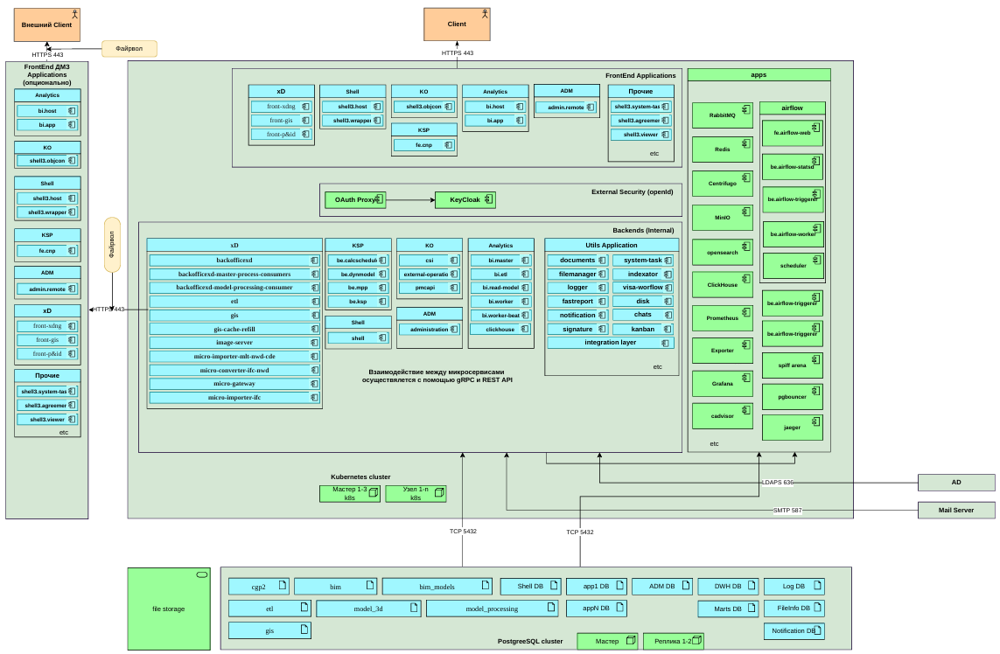 Внешний Client
Client
Файрвол
HTTPS 443
HTTPS 443
FrontEnd ДМЗ
Applications
(опционально)
Analytics
bi.host
bi.app
KO
shell3.objcon
Shell
shell3.host
shell3.wrapper
KSP
fe.cnp
ADM
admin.remote
xD
front-xdng
front-gis
front-p&id
Прочие
shell3.system-tas
shell3.agreemer
shell3.viewer
etc
Файрвол
HTTPS 443
FrontEnd Applications
xD
front-xdng
front-gis
front-p&id
Shell
shell3.host
shell3.wrapper
KO
shell3.objcon
KSP
fe.cnp
Analytics
bi.host
bi.app
ADM
admin.remote
Прочие
shell3.system-tas
shell3.agreemer
shell3.viewer
etc
External Security (openId)
OAuth Proxy
KeyCloak
Backends (Internal)
xD
backofficexd
backofficexd-master-process-consumers
backofficexd-model-processing-consumer
etl
gis
gis-cache-refill
image-server
micro-importer-mlt-nwd-cde
micro-converter-ifc-nwd
micro-gateway
micro-importer-ifc
KSP
be.calcschedul
be.dynmodel
be.mpp
be.ksp
Shell
shell
KO
csi
external-operatio
pmcapi
ADM
administration
Analytics
bi.master
bi.etl
bi.read-model
bi.worker
bi.worker-beat
clickhouse
Utils Application
documents
system-task
filemanager
indexator
logger
visa-worflow
fastreport
disk
notification
chats
signature
kanban
integration layer
etc
Взаимодействие между микросервисами
осуществляется с помощью gRPC и REST API
apps
RabbitMQ
Redis
Centrifugo
MinIO
opensearch
ClickHouse
Prometheus
Exporter
Grafana
cadvisor
etc
airflow
fe.airflow-web
be.airflow-statsd
be.airflow-triggerer
be.airflow-worker
scheduler
be.airflow-triggerer
be.airflow-triggerer
spiff arena
pgbouncer
jaeger
Kubernetes cluster
Мастер 1-3
k8s
Узел 1-n
k8s
LDAPS 636
AD
SMTP 587
Mail Server
TCP 5432
TCP 5432
file storage
cgp2
bim
bim_models
Shell DB
app1 DB
ADM DB
DWH DB
Log DB
etl
model_3d
model_processing
appN DB
Marts DB
FileInfo DB
gis
Notification DB
PostgreeSQL cluster
Мастер
Реплика 1-2